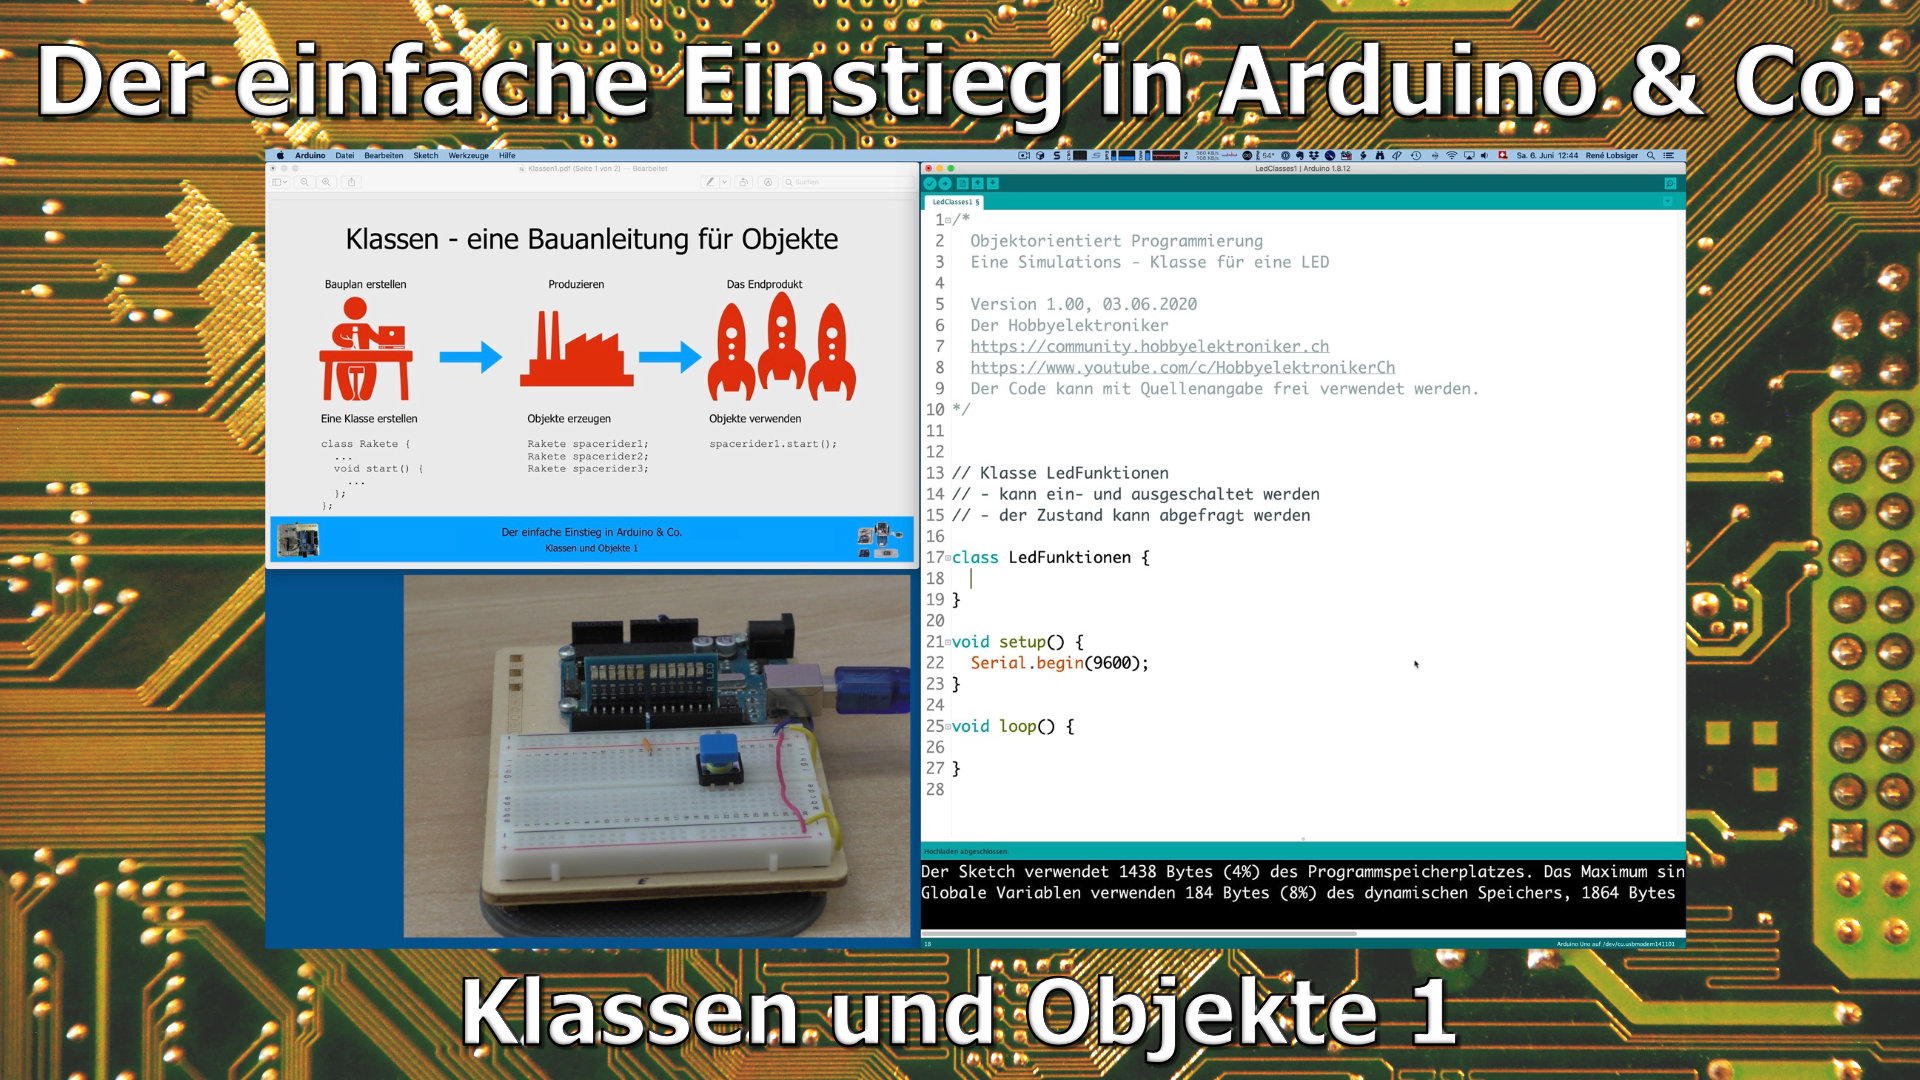 Der einfache Einstieg in Arduino & Co.
Arduino Datei Bearbeiten Sketch Werkzeuge Hilfe
Sa. 6. Juni 12:44 René Lobsiger
Klassen1.pdf (Seite 1 von 2) — Bearbeitet
Suchen
Klassen - eine Bauanleitung für Objekte
Bauplan erstellen
Produzieren
Das Endprodukt
Eine Klasse erstellen
Objekte erzeugen
Objekte verwenden
class Rakete {
...
void start() {
...
};
};
Rakete spacerider1;
Rakete spacerider2;
Rakete spacerider3;
spacerider1.start();
Der einfache Einstieg in Arduino & Co.
Klassen und Objekte 1
LedClasses1 | Arduino 1.8.12
LedClasses1 §
1 /*
2 Objektorientiert Programmierung
3 Eine Simulations - Klasse für eine LED
4
5 Version 1.00, 03.06.2020
6 Der Hobbyelektroniker
7 https://community.hobbyelektroniker.ch
8 https://www.youtube.com/c/HobbyelektronikerCh
9 Der Code kann mit Quellenangabe frei verwendet werden.
10 */
11
12
13 // Klasse LedFunktionen
14 // - kann ein- und ausgeschaltet werden
15 // - der Zustand kann abgefragt werden
16
17 class LedFunktionen {
18
19 }
20
21 void setup() {
22 Serial.begin(9600);
23 }
24
25 void loop() {
26
27 }
28
Hochladen abgeschlossen.
Der Sketch verwendet 1438 Bytes (4%) des Programmspeicherplatzes. Das Maximum sin
Globale Variablen verwenden 184 Bytes (8%) des dynamischen Speichers, 1864 Bytes
18
Arduino Uno auf /dev/cu.usbmodem141101
Klassen und Objekte 1